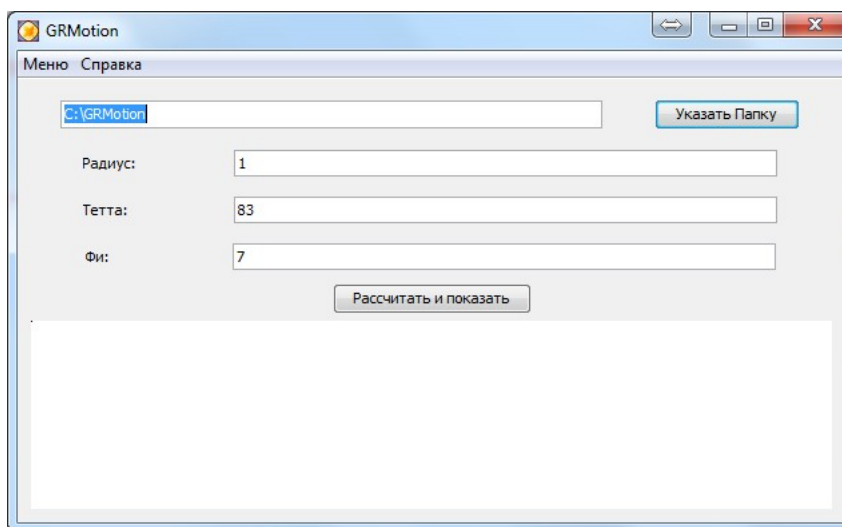 GRMotion
Меню Справка
C:\GRMotion Указать Папку
Радиус: 1
Тетта: 83
Фи: 7
Рассчитать и показать